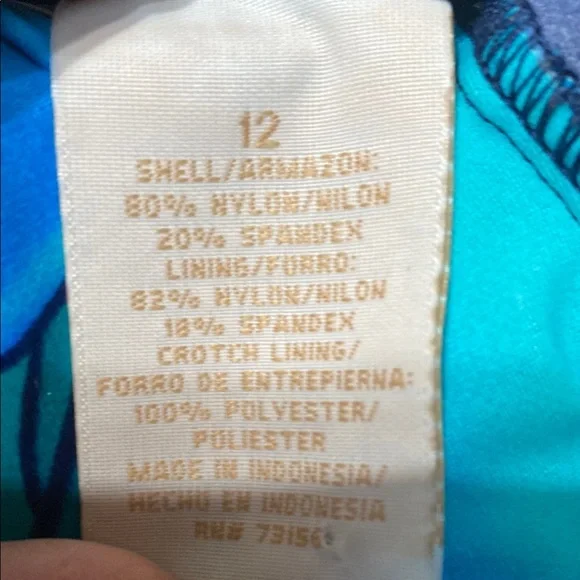 12
SHELL/ARMAZON:
80% NYLON/NILON
20% SPANDEX
LINING/FORRO:
82% NYLON/NILON
18% SPANDEX
CROTCH LINING/
FORRO DE ENTREPIERNA:
100% POLYESTER/
POLIESTER
MADE IN INDONESIA/
HECHO EN INDONESIA
RN#